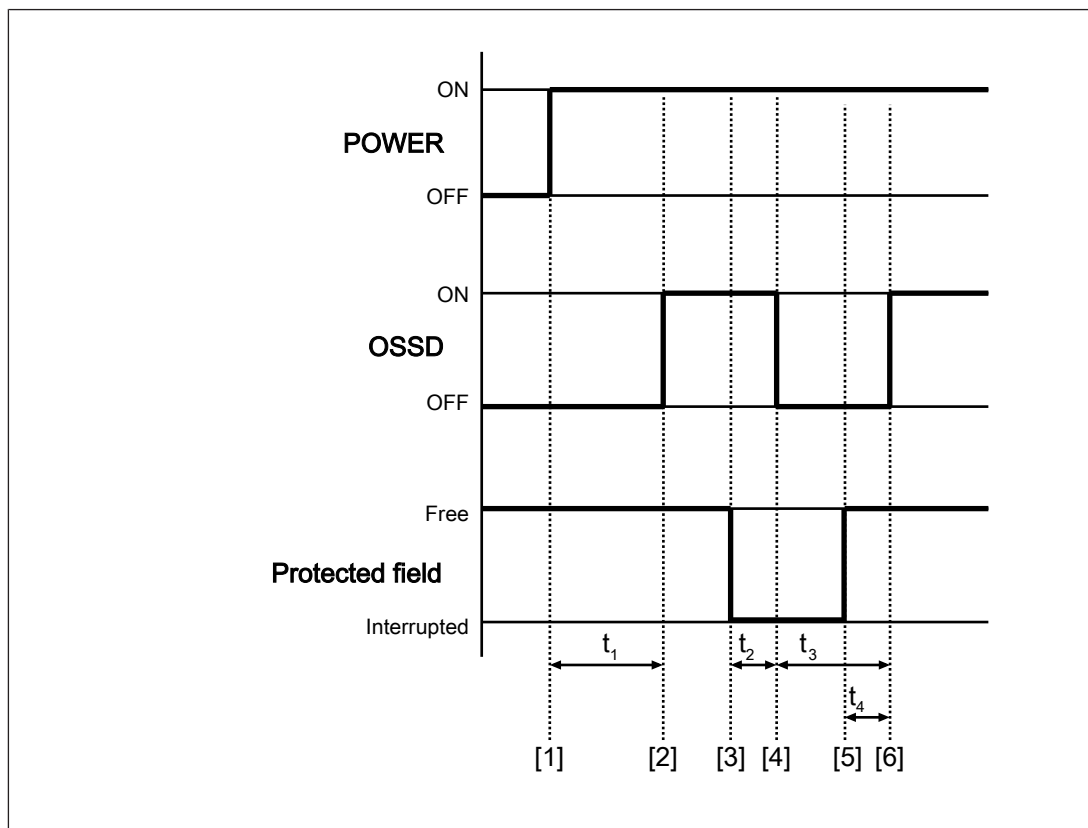 ON
POWER
OFF
ON
OSSD
OFF
Free
Protected field
Interrupted
t1 t2 t3
t4
[1] [2] [3] [4] [5] [6]